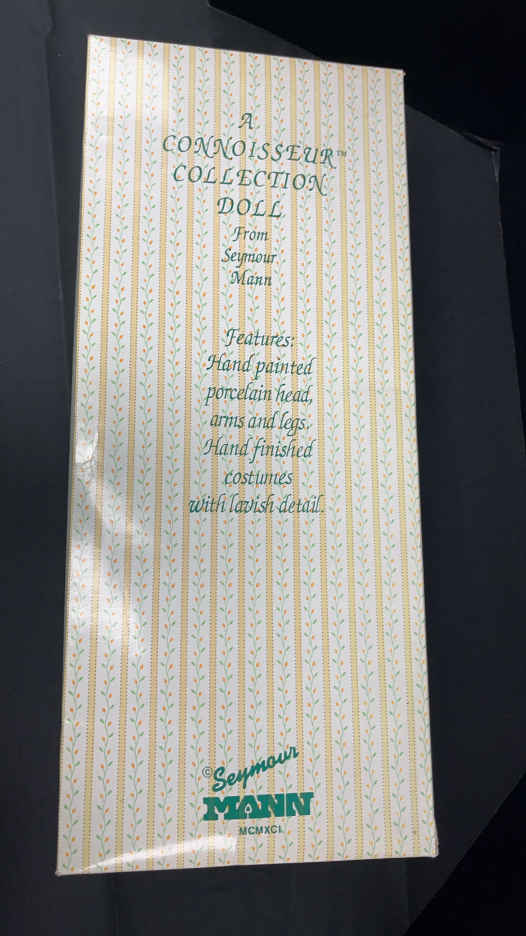 A
CONNOISSEUR™
COLLECTION
DOLL
From
Seymour
Mann
Features:
Hand painted
porcelain head,
arms and legs.
Hand finished
costumes
with lavish detail.
©Seymour
MANN
MCMXCI